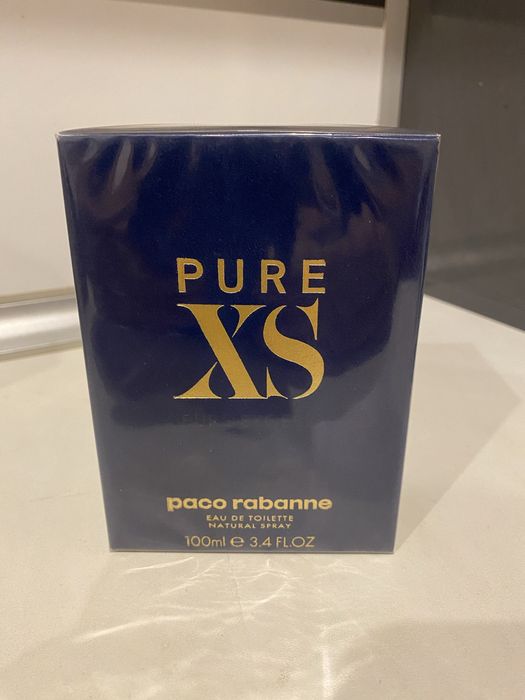 PURE
XS
paco rabanne
EAU DE TOILETTE
NATURAL SPRAY
100ml ℮ 3.4 FL.OZ